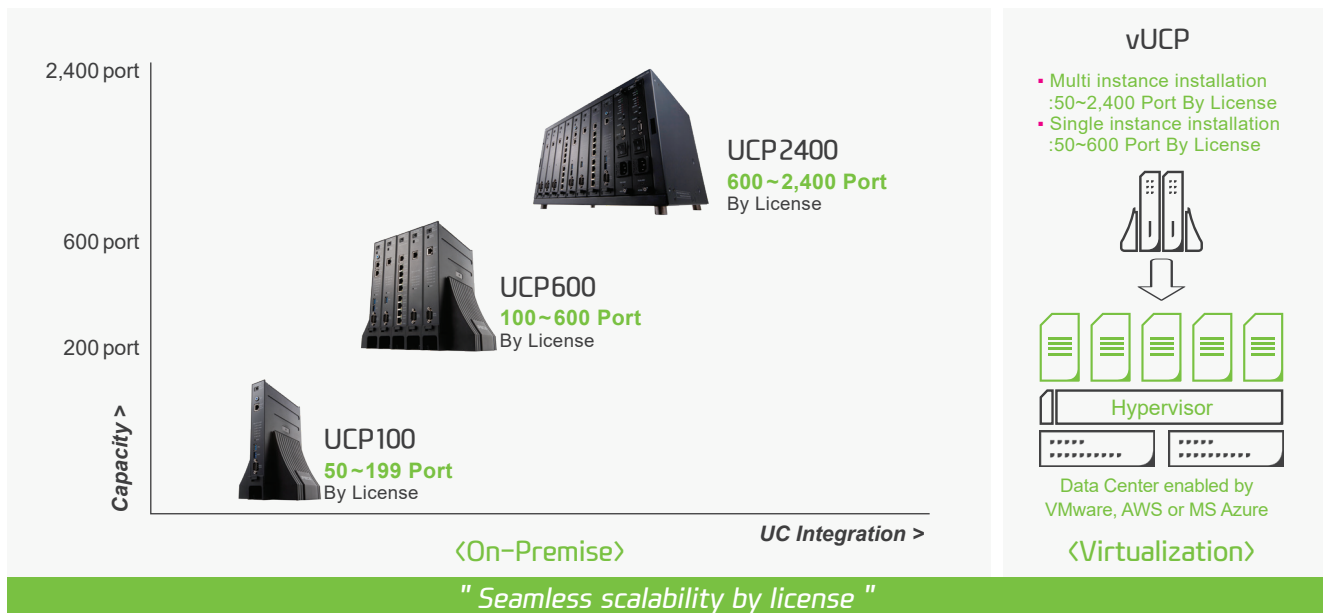 2,400 port
600 port
200 port
Capacity >
UCP2400
600~2,400 Port
By License
UCP600
100~600 Port
By License
UCP100
50~199 Port
By License
UC Integration >
<On-Premise>
vUCP
▪ Multi instance installation
:50~2,400 Port By License
▪ Single instance installation
:50~600 Port By License
Hypervisor
Data Center enabled by
VMware, AWS or MS Azure
<Virtualization>
" Seamless scalability by license "